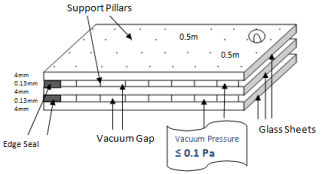 Support Pillars
0.5m
0.5m
Support
4mm
0.15mm
4mm
0.13mm
4mm
Edge Seal
Vacuum Gap
Vacuum Pressure
≤ 0.1 Pa
Glass Sheets